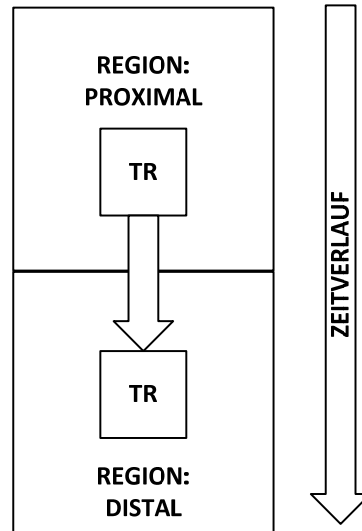 REGION:
PROXIMAL
TR
ZEITVERLAUF
TR
REGION:
DISTAL